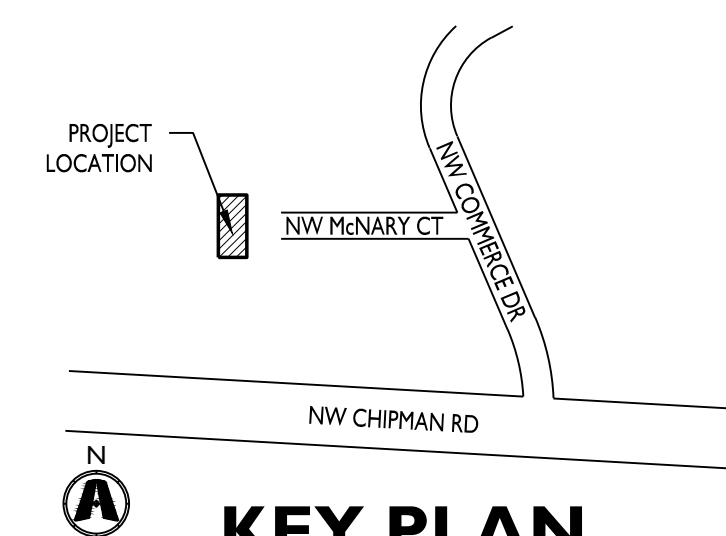 PROJECT
LOCATION
NW COMMERCE DR
NW McNARY CT
NW CHIPMAN RD
N
KEY PLAN